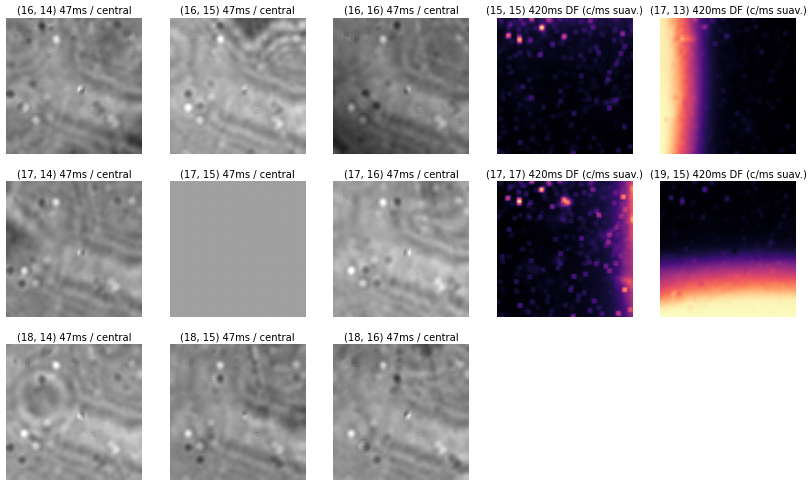 (16, 14) 47ms / central
(16, 15) 47ms / central
(16, 16) 47ms / central
(15, 15) 420ms DF (c/ms suav.)
(17, 13) 420ms DF (c/ms suav.)
(17, 14) 47ms / central
(17, 15) 47ms / central
(17, 16) 47ms / central
(17, 17) 420ms DF (c/ms suav.)
(19, 15) 420ms DF (c/ms suav.)
(18, 14) 47ms / central
(18, 15) 47ms / central
(18, 16) 47ms / central